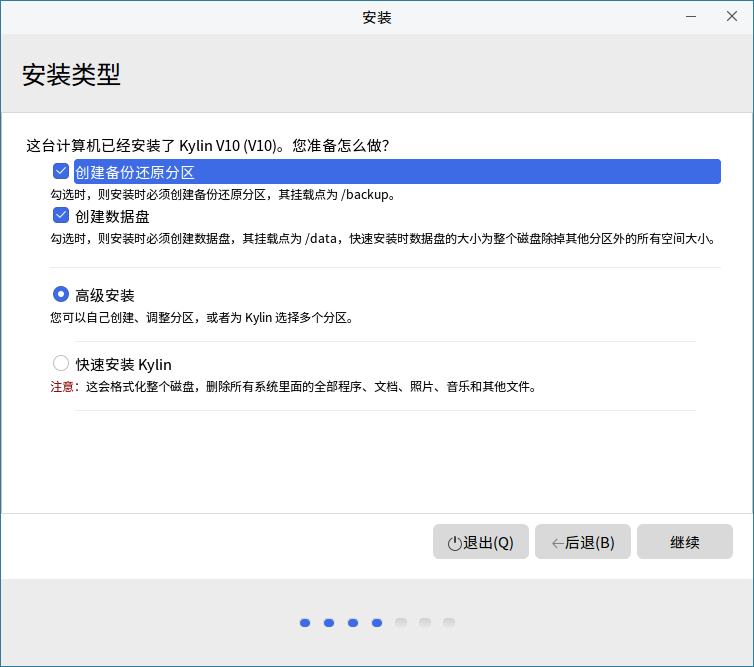 安装
安装类型
这台计算机已经安装了 Kylin V10 (V10)。您准备怎么做?
创建备份还原分区
勾选时，则安装时必须创建备份还原分区，其挂载点为 /backup。
创建数据盘
勾选时，则安装时必须创建数据盘，其挂载点为 /data，快速安装时数据盘的大小为整个磁盘除掉其他分区外的所有空间大小。
高级安装
您可以自己创建、调整分区，或者为 Kylin 选择多个分区。
快速安装 Kylin
注意：这会格式化整个磁盘，删除所有系统里面的全部程序、文档、照片、音乐和其他文件。
退出(Q) ←后退(B) 继续